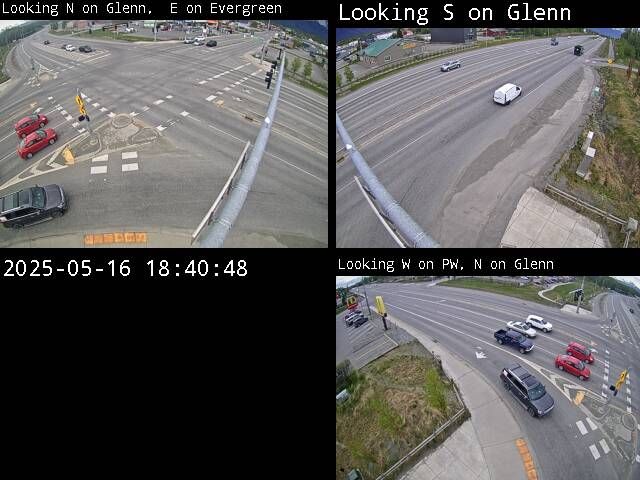 Looking N on Glenn, E on Evergreen
Looking S on Glenn
2025-05-16 18:40:48
Looking W on PW, N on Glenn